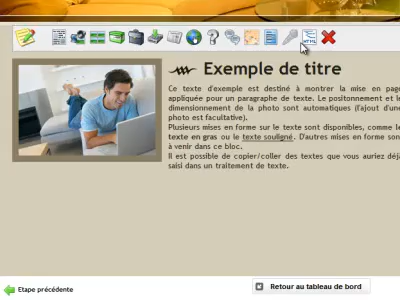 HTML
Exemple de titre
Ce texte d'exemple est destiné à montrer la mise en page
appliquée pour un paragraphe de texte. Le positonnement et le
dimensionnement de la photo sont automatiques (l'ajout d'une
photo est facultative).
Plusieurs mises en forme sur le texte sont disponibles, comme le
texte en gras ou le texte souligné. D'autres mises en forme son
à venir dans ce bloc.
Il est possible de copier/coller des textes que vous auriez déjà
saisi dans un traitement de texte.
Etape précédente
Retour au tableau de bord